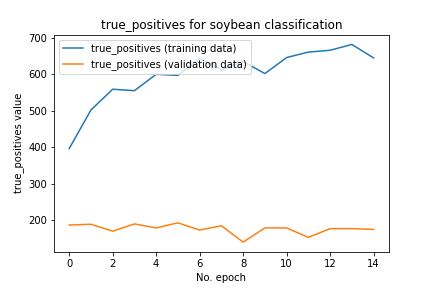 true_positives for soybean classification
true_positives (training data)
true_positives (validation data)
true_positives value
700
600
500
400
300
200
0 2 4 6 8 10 12 14
No. epoch